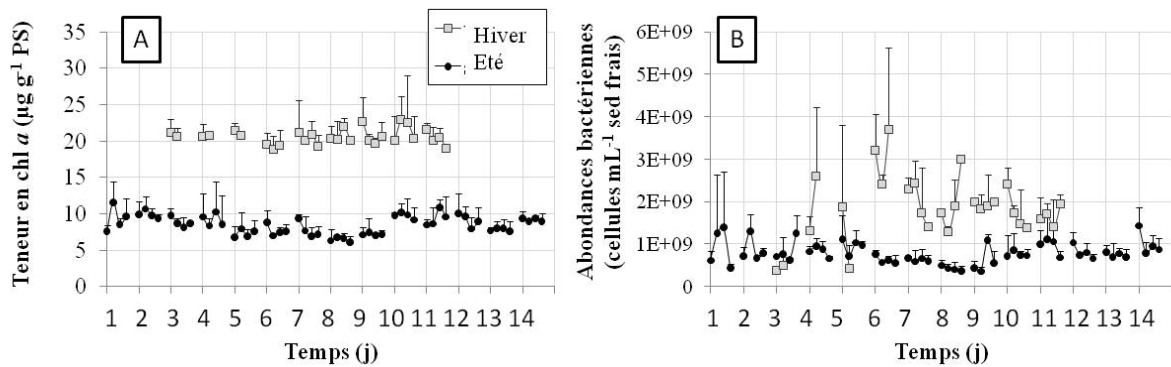 A
Teneur en chl a (µg g-1 PS)
35
30
25
20
15
10
5
0
Hiver
Eté
1 2 3 4 5 6 7 8 9 10 11 12 13 14
Temps (j)
B
Abondances bactériennes
(cellules mL-1 sed frais)
6E+09
5E+09
4E+09
3E+09
2E+09
1E+09
0
1 2 3 4 5 6 7 8 9 10 11 14
Temps (j)